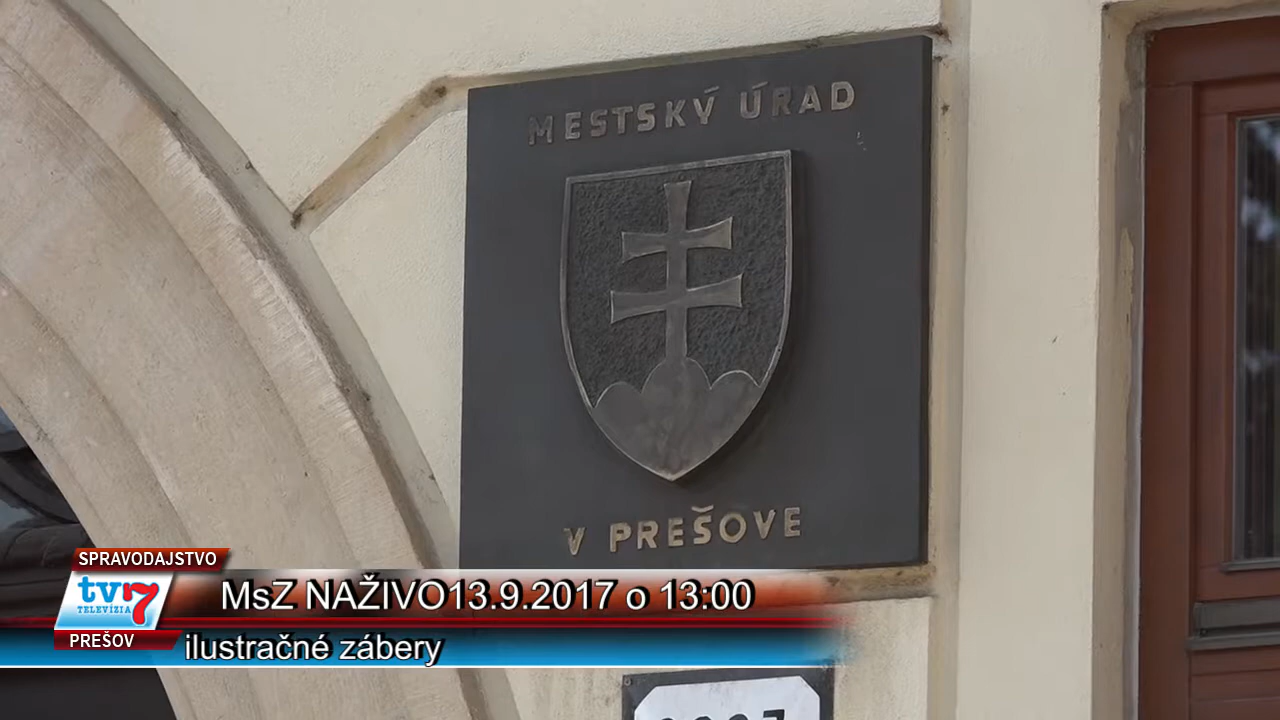 MESTSKÝ ÚRAD
V PREŠOVE
SPRAVODAJSTVO
tv7
TELEVÍZIA
PREŠOV
MsZ NAŽIVO13.9.2017 o 13:00
ilustračné zábery